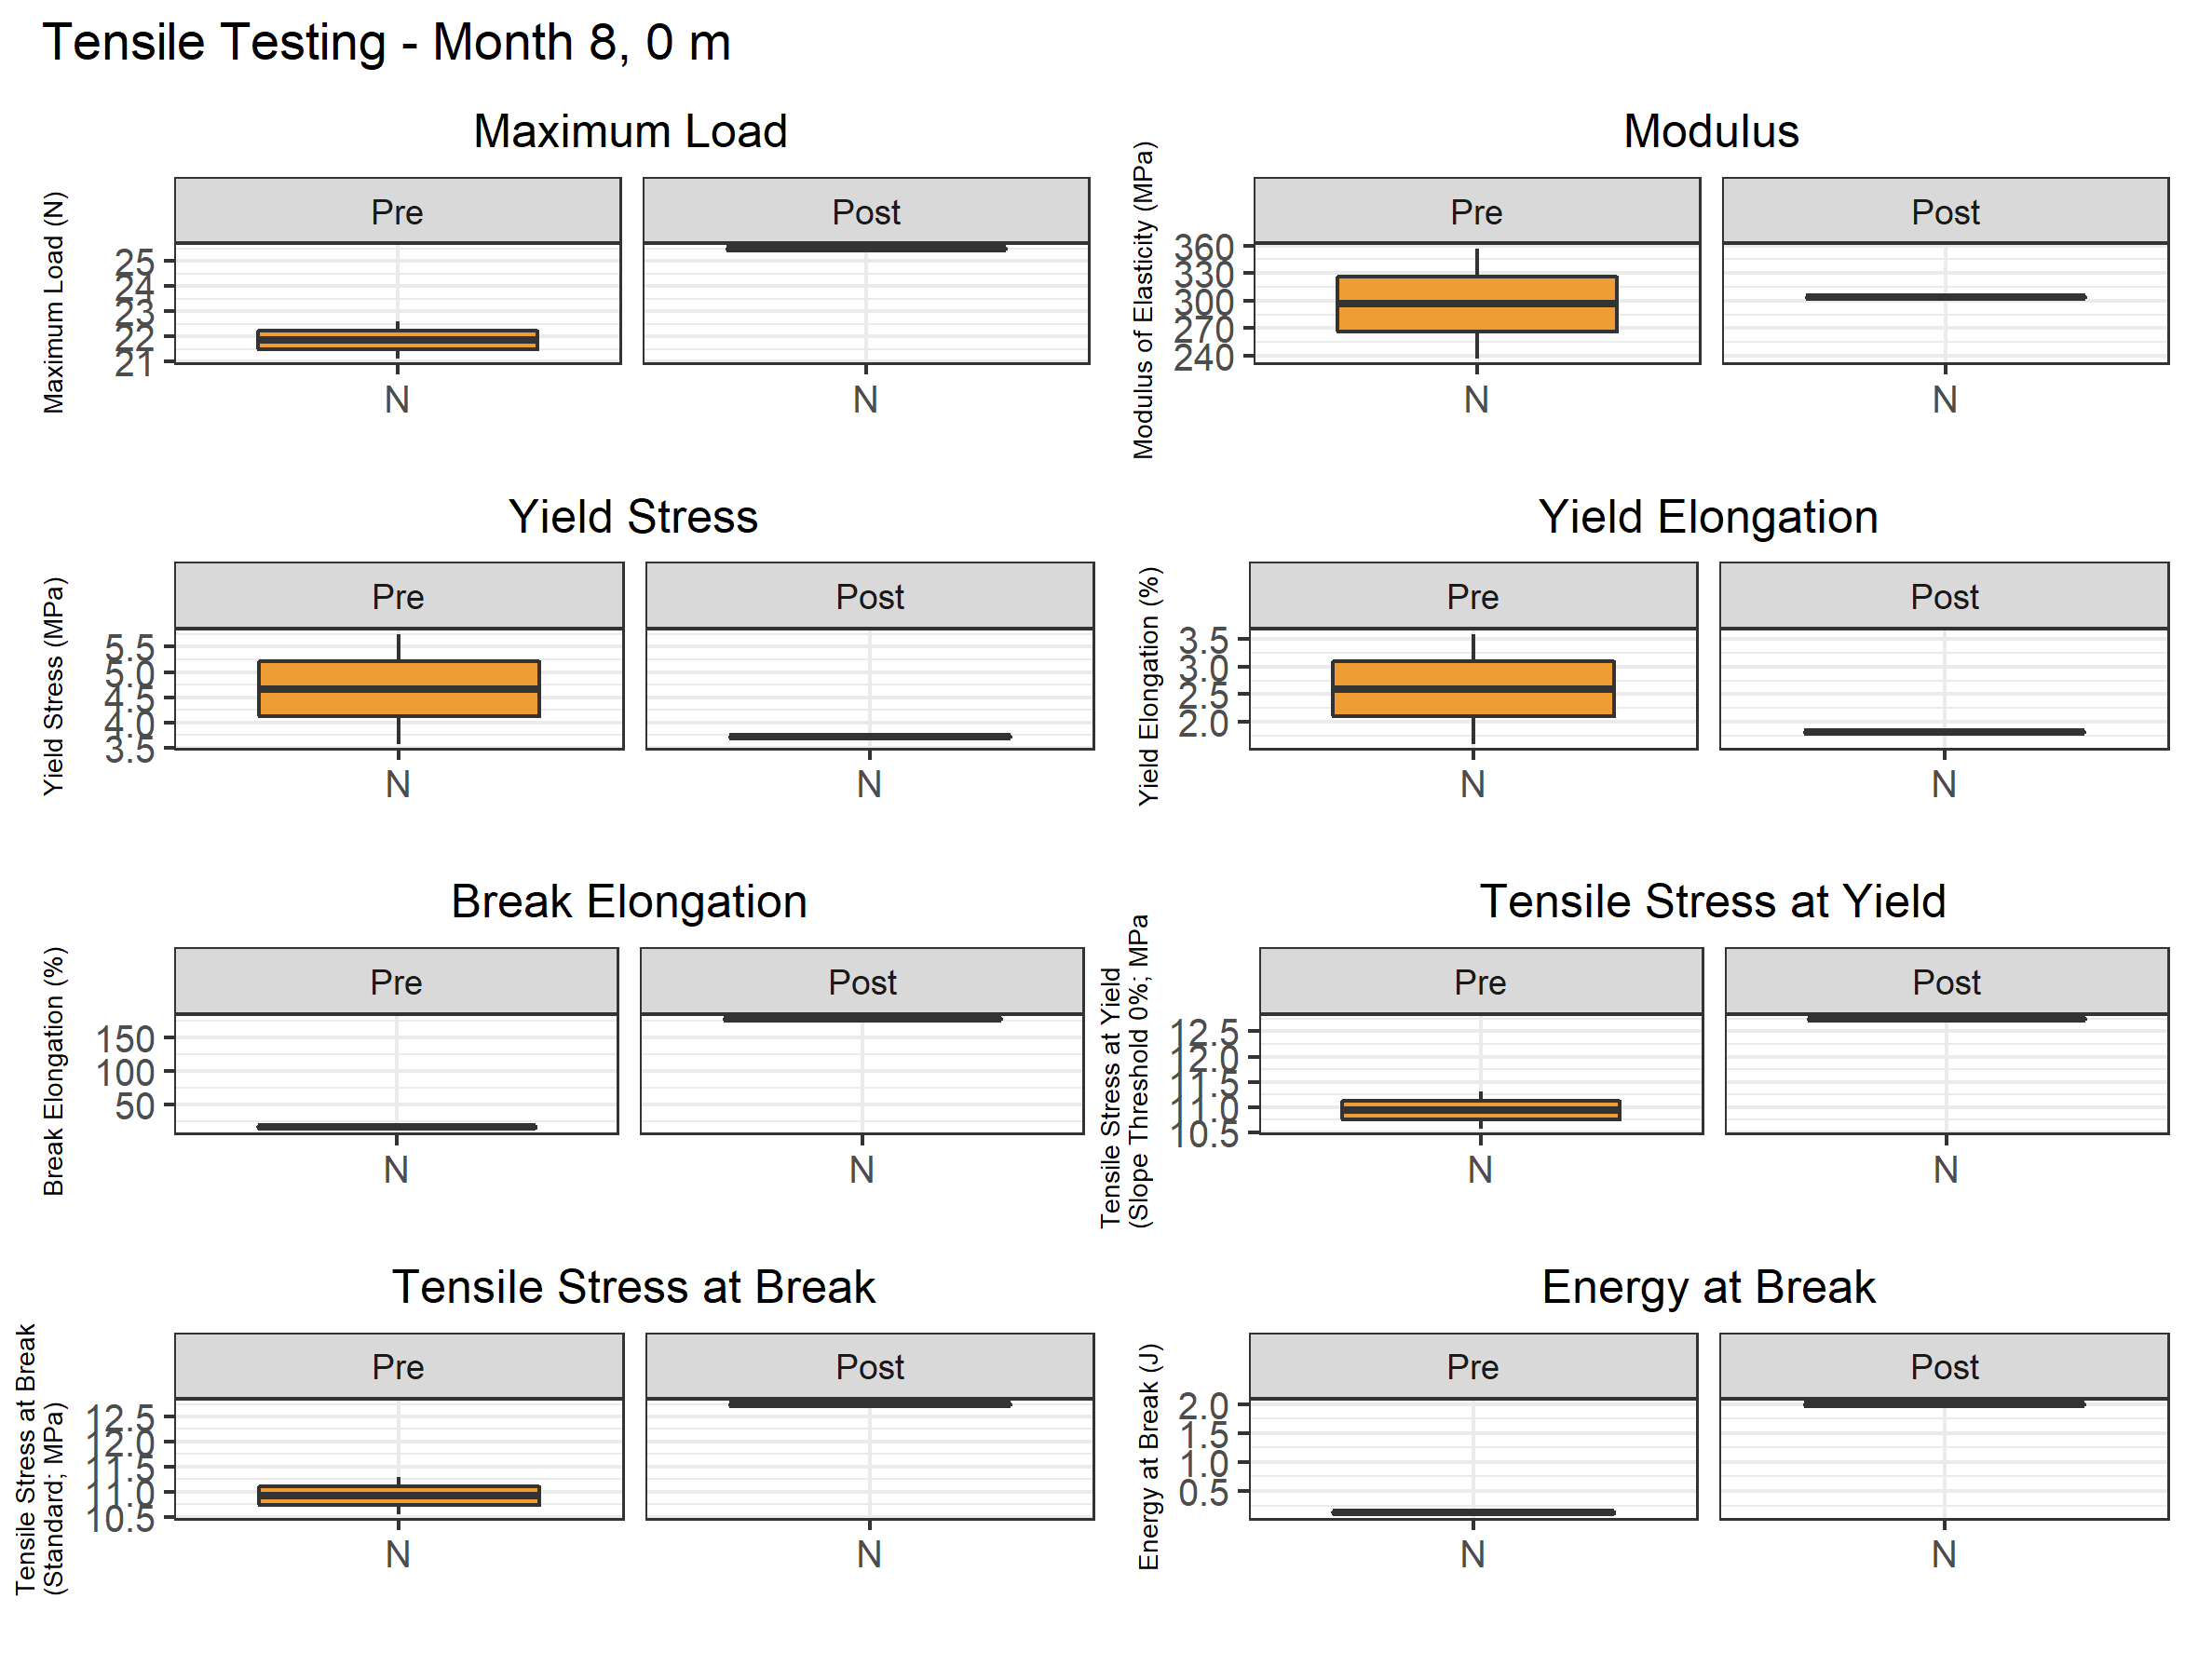 Tensile Testing - Month 8, 0 m
Maximum Load
Maximum Load (N)
Pre
Post
25
24
23
22
21
N
N
Modulus
Modulus of Elasticity (MPa)
Pre
Post
360
330
300
270
240
N
N
Yield Stress
Yield Stress (MPa)
Pre
Post
5.5
5.0
4.5
4.0
3.5
N
N
Yield Elongation
Yield Elongation (%)
Pre
Post
3.5
3.0
2.5
2.0
N
N
Break Elongation
Break Elongation (%)
Pre
Post
150
100
50
N
N
Tensile Stress at Yield
Tensile Stress at Yield
(Slope Threshold 0%; MPa
Pre
Post
12.5
12.0
11.5
11.0
10.5
N
N
Tensile Stress at Break
Tensile Stress at Break
(Standard; MPa)
Pre
Post
12.5
12.0
11.5
11.0
10.5
N
N
Energy at Break
Energy at Break (J)
Pre
Post
2.0
1.5
1.0
0.5
N
N